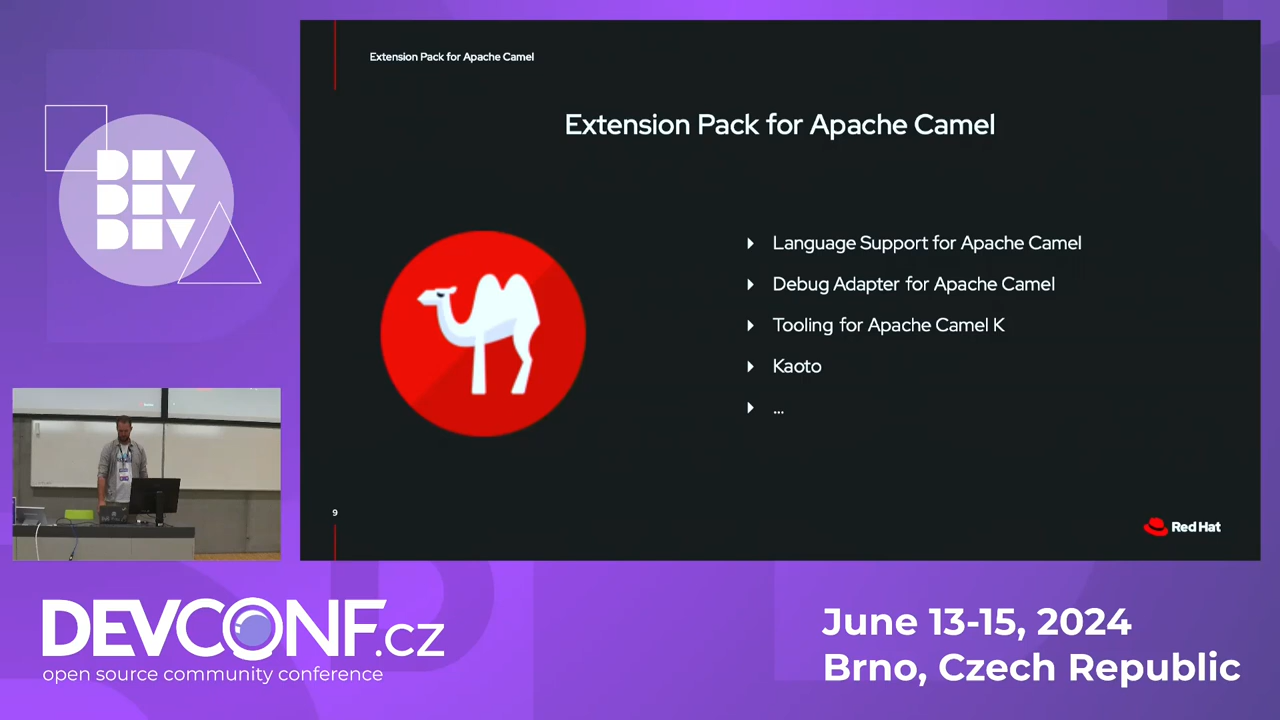 Extension Pack for Apache Camel
Extension Pack for Apache Camel
DEV
DEV
DEV
Language Support for Apache Camel
Debug Adapter for Apache Camel
Tooling for Apache Camel K
Kaoto
...
9
Red Hat
DEVCONF.cz
open source community conference
June 13-15, 2024
Brno, Czech Republic